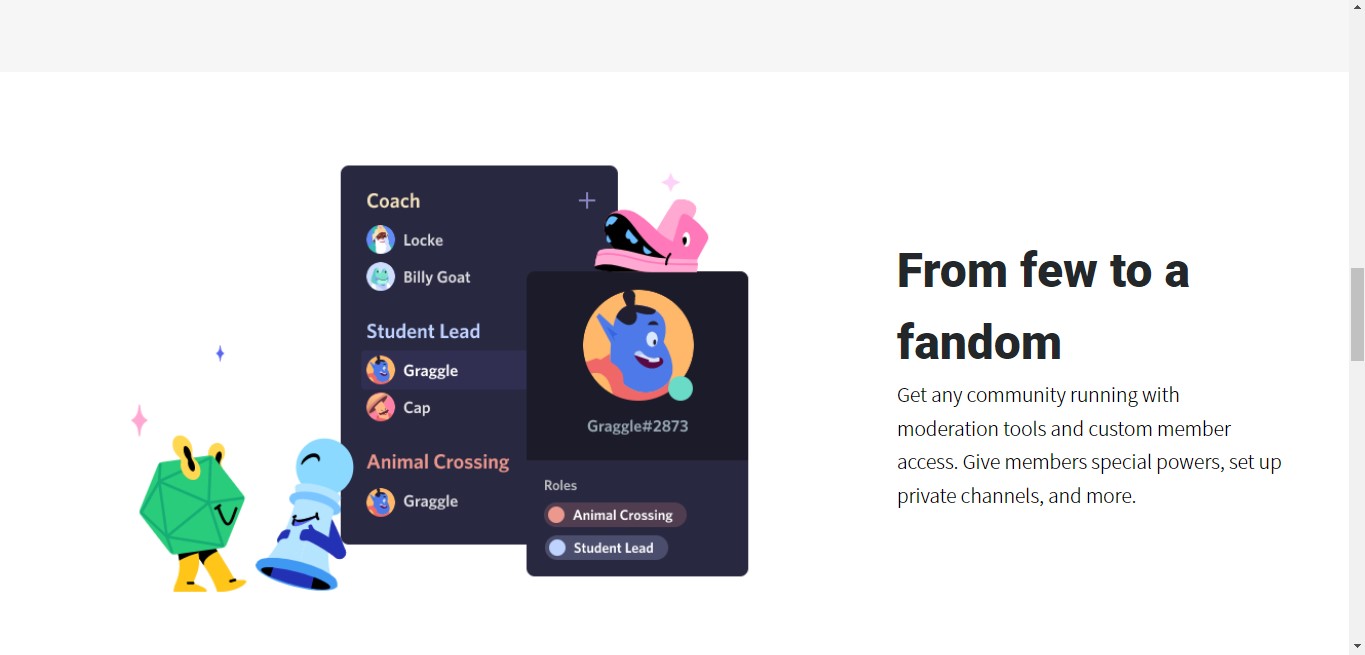 Coach
Locke
Billy Goat
Student Lead
Graggle
Cap
Animal Crossing
Graggle
Graggle#2873
Roles
Animal Crossing
Student Lead
From few to a
fandom
Get any community running with
moderation tools and custom member
access. Give members special powers, set up
private channels, and more.